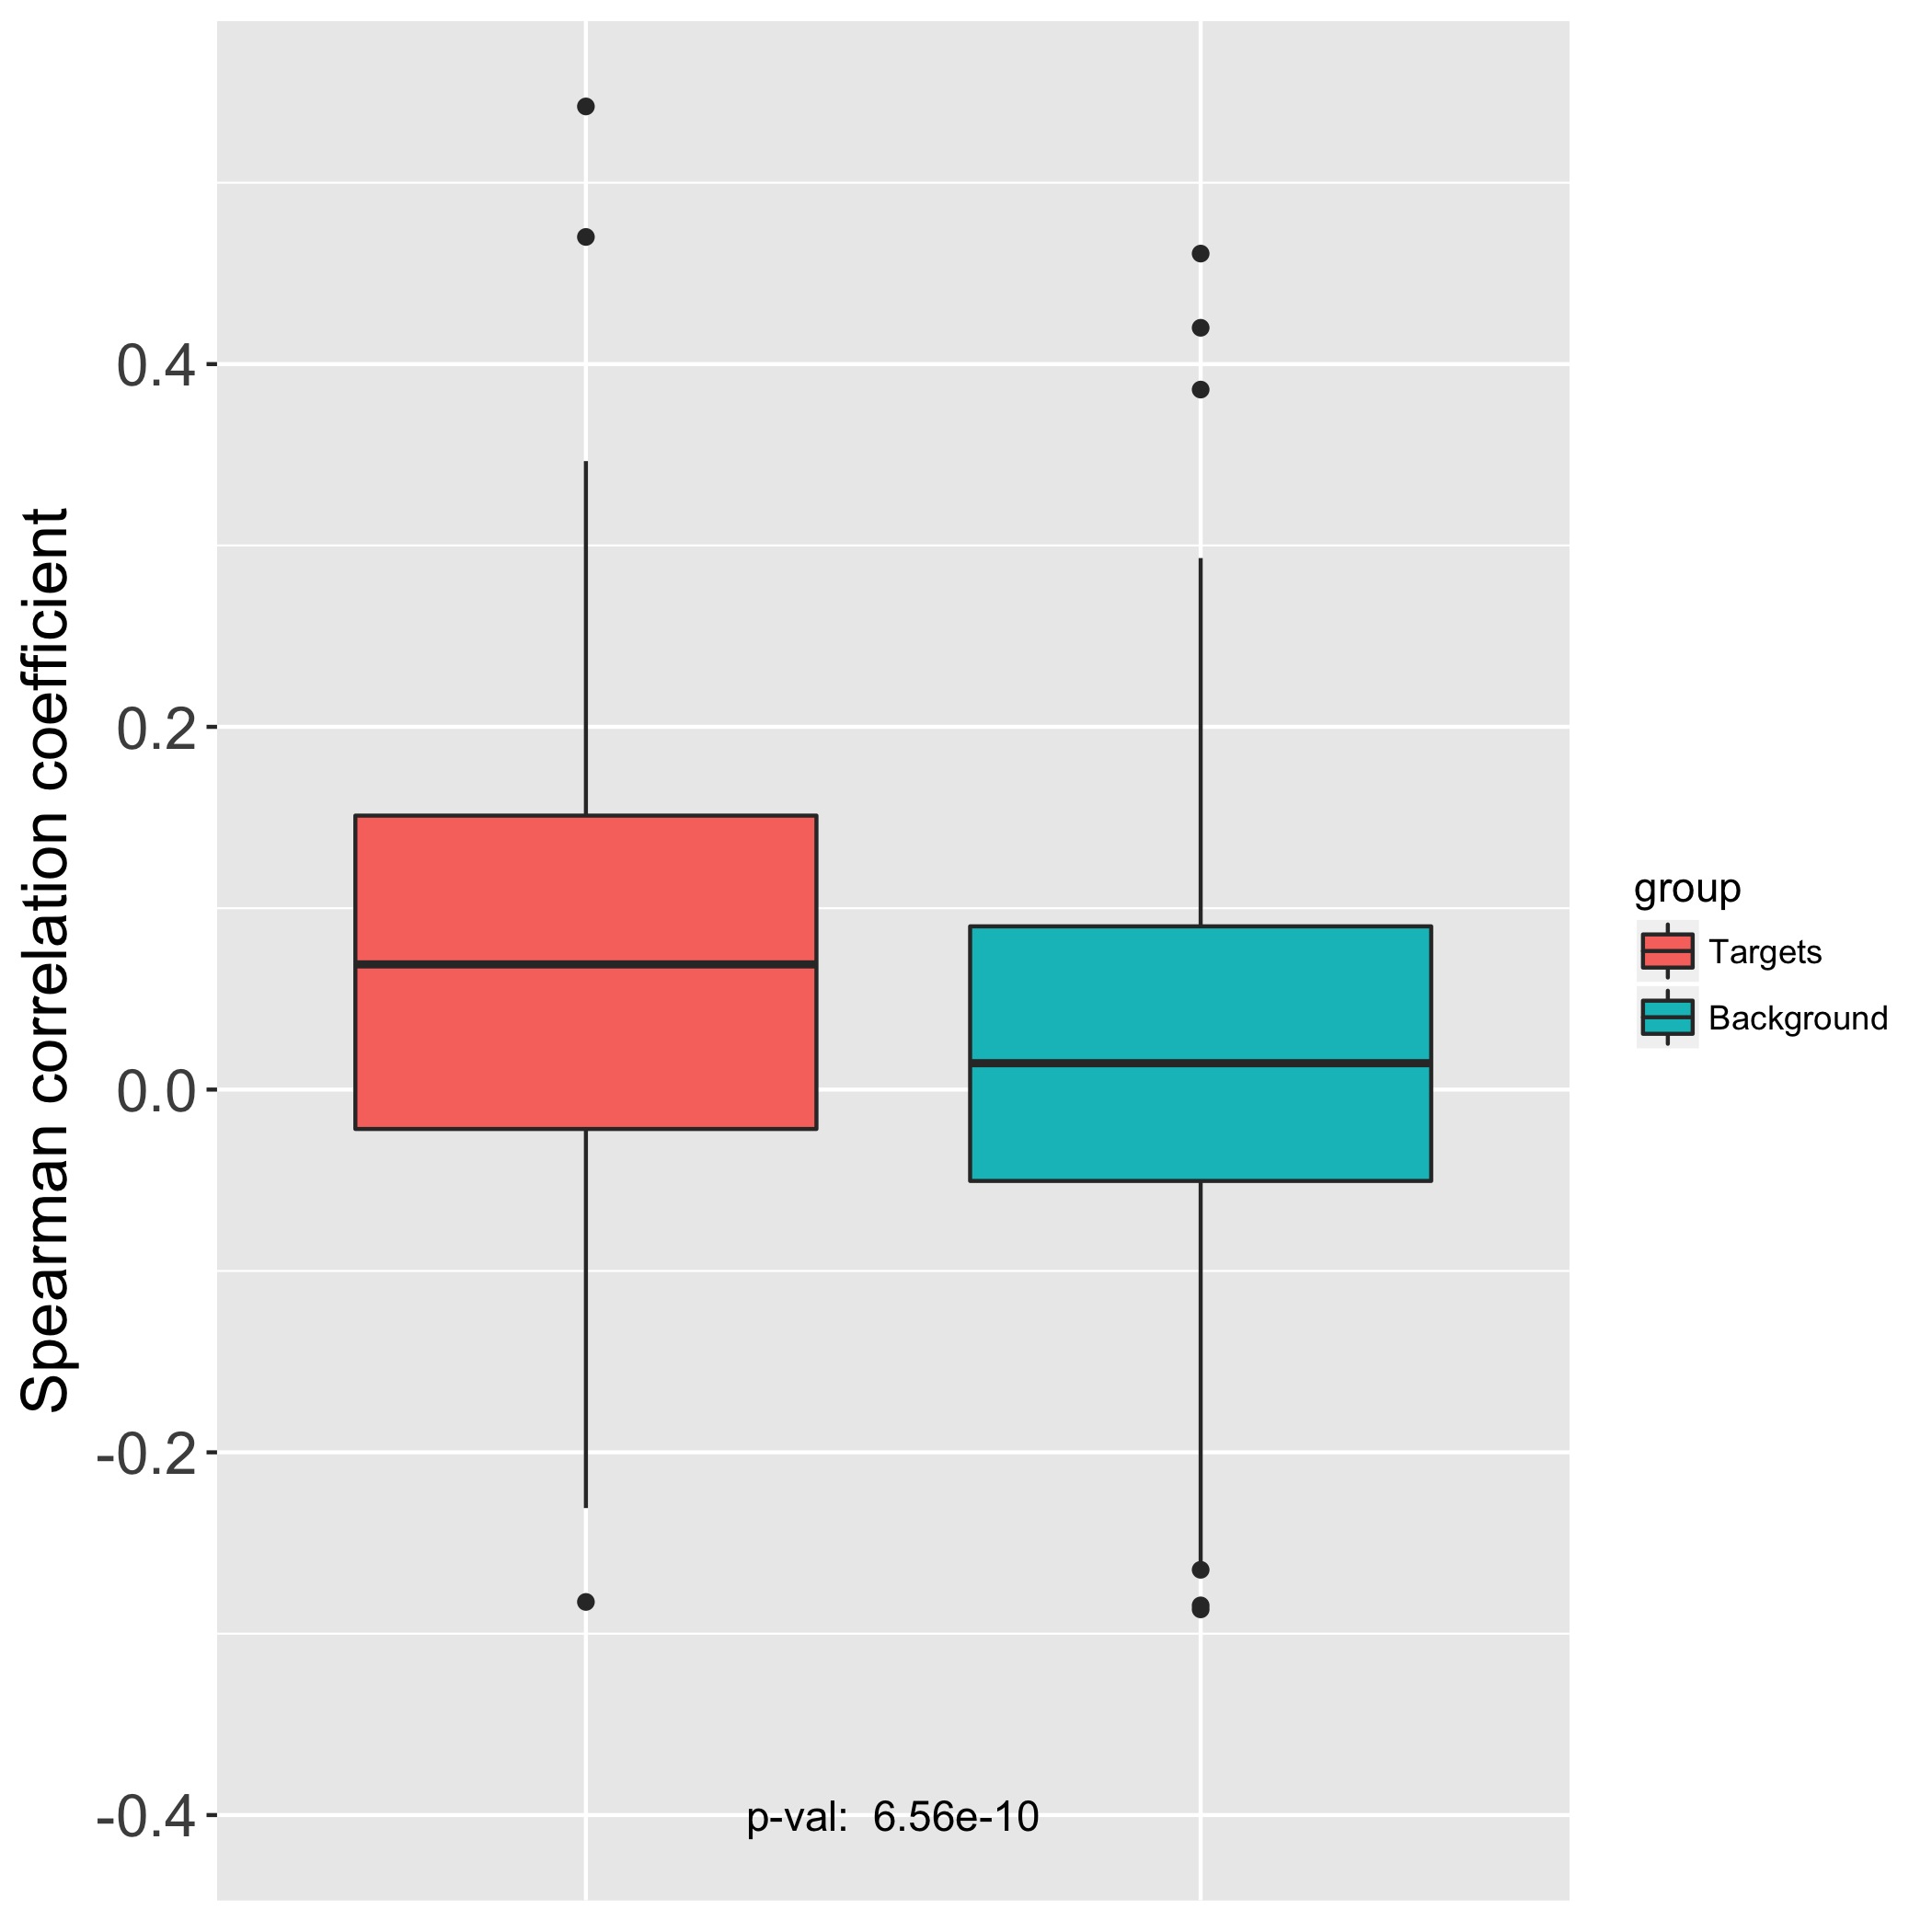 Spearman correlation coefficient
0.4
0.2
0.0
-0.2
-0.4
p-val:  6.56e-10
group
Targets
Background